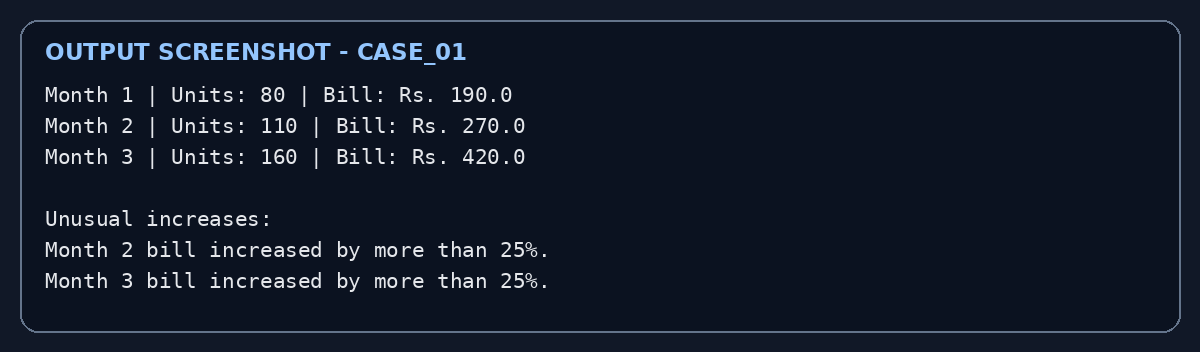 OUTPUT SCREENSHOT - CASE_01
Month 1 | Units: 80 | Bill: Rs. 190.0
Month 2 | Units: 110 | Bill: Rs. 270.0
Month 3 | Units: 160 | Bill: Rs. 420.0
Unusual increases:
Month 2 bill increased by more than 25%.
Month 3 bill increased by more than 25%.